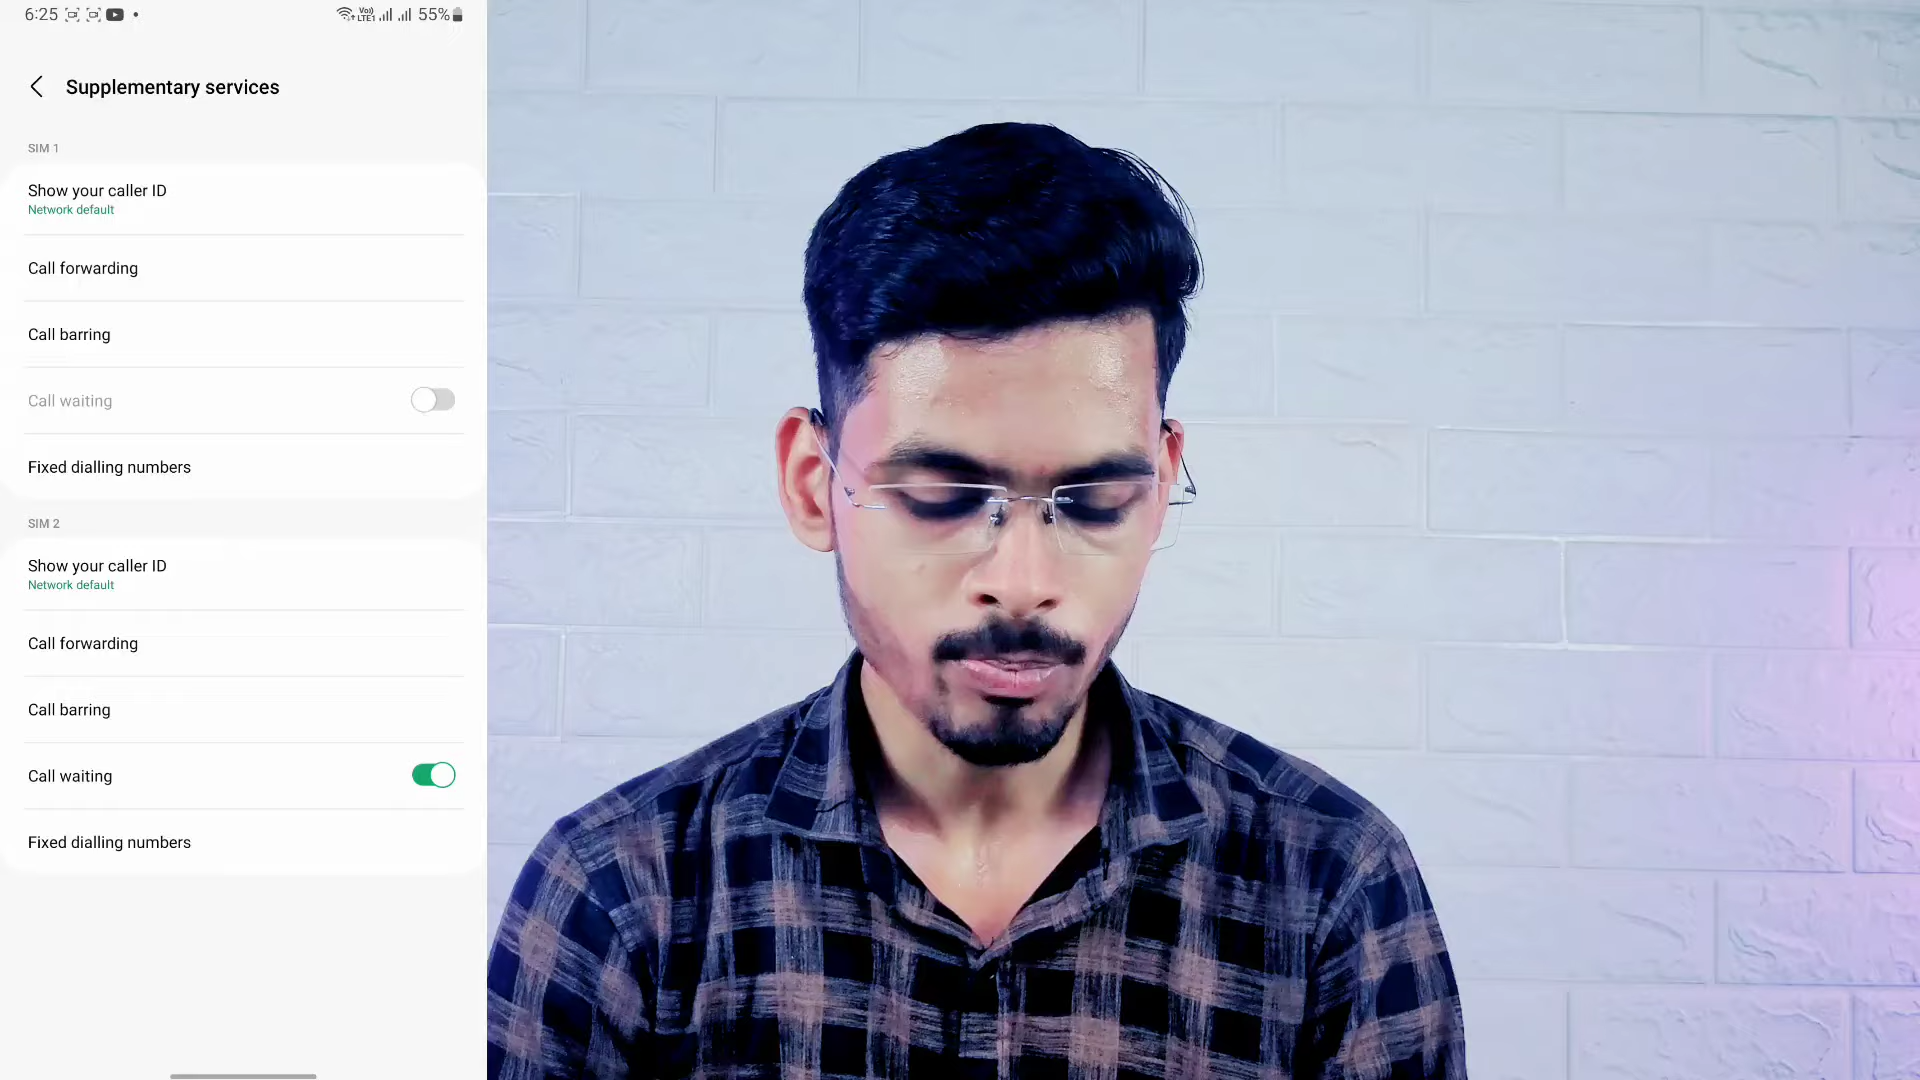 6:25
Vo)
LTE1
55%
Supplementary services
SIM 1
Show your caller ID
Network default
Call forwarding
Call barring
Call waiting
Fixed dialling numbers
SIM 2
Show your caller ID
Network default
Call forwarding
Call barring
Call waiting
Fixed dialling numbers